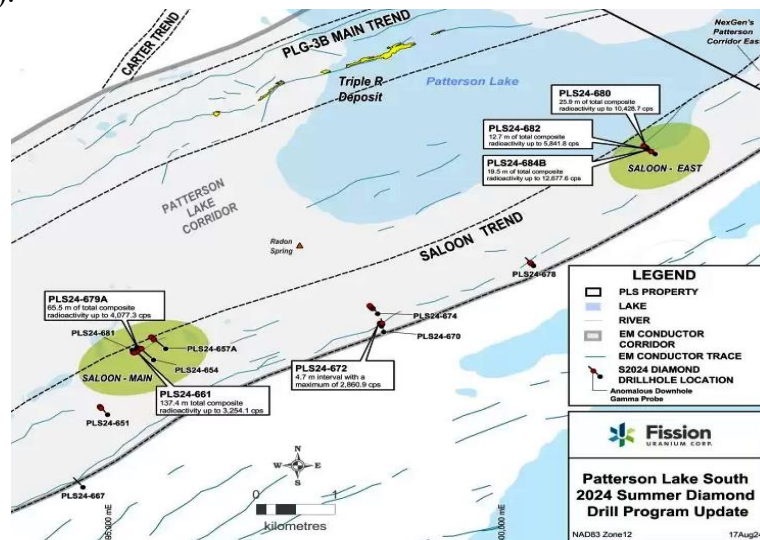 ).
CARTER TREND
PLG-3B MAIN TREND
NexGen's
Patterson
Corridor East
Triple R
Deposit
Patterson Lake
PLS24-680
25.9 m of total composite
radioactivity up to 10,428.7 cps
PLS24-682
12.7 m of total composite
radioactivity up to 5,841.8 cps
PLS24-684B
19.5 m of total composite
radioactivity up to 12,677.6 cps
SALOON - EAST
PATTERSON
LAKE
CORRIDOR
Radon
Spring
SALOON TREND
PLS24-678
PLS24-679A
65.5 m of total composite
radioactivity up to 4,077.3 cps
PLS24-681
PLS24-657A
PLS24-654
SALOON - MAIN
PLS24-674
PLS24-670
PLS24-672
4.7 m interval with a
maximum of 2,860.9 cps
PLS24-661
137.4 m total composite
radioactivity up to 3,254.1 cps
PLS24-651
PLS24-667
N
W
E
S
0 1
kilometres
95,000 mE
00,000 mE
LEGEND
PLS PROPERTY
LAKE
RIVER
EM CONDUCTOR
CORRIDOR
EM CONDUCTOR TRACE
S2024 DIAMOND
DRILLHOLE LOCATION
Anomalous Downhole
Gamma Probe
Fission
URANIUM CORP.
Patterson Lake South
2024 Summer Diamond
Drill Program Update
NAD83 Zone12 17Aug24